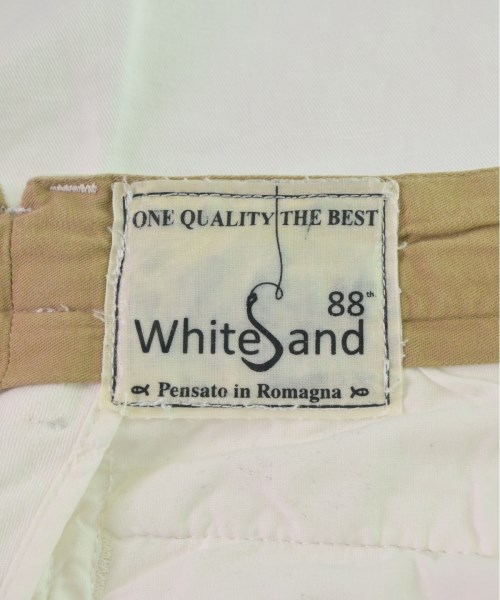 ONE QUALITY THE BEST
88th.
WhiteSand
Pensato in Romagna